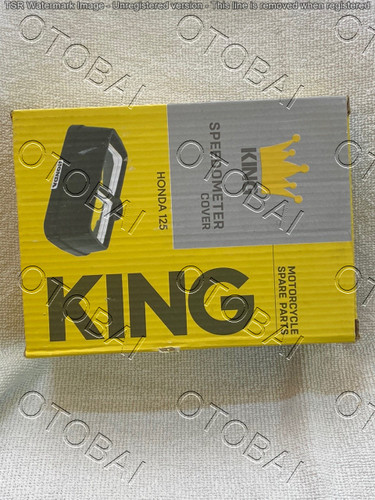 TSR Watermark Image - Unregistered version - This line is removed when registered
OTOBAI
KING
SPEEDOMETER
COVER
HONDA
HONDA 125
KING
MOTORCYCLE
SPARE PARTS